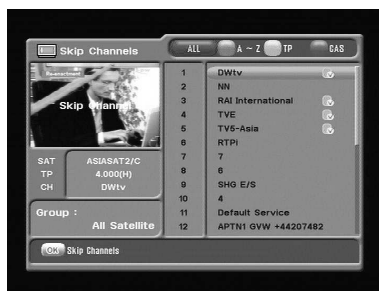 Skip Channels
ALL
A ~ Z
TP
CAS
Re-enactment
Skip Channel
1 DWtv
2 NN
3 RAI International
4 TVE
5 TV5-Asia
6 RTPi
7 7
8 6
9 SHG E/S
10 4
11 Default Service
12 APTN1 GVW +44207482
SAT ASIASAT2/C
TP 4.000(H)
CH DWtv
Group :
All Satellite
OK Skip Channels